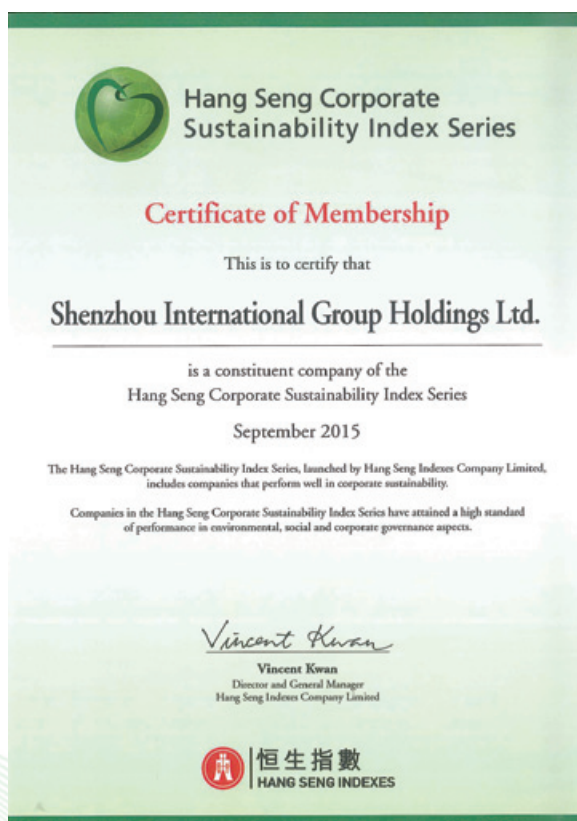 Hang Seng Corporate
Sustainability Index Series
Certificate of Membership
This is to certify that
Shenzhou International Group Holdings Ltd.
is a constituent company of the
Hang Seng Corporate Sustainability Index Series
September 2015
The Hang Seng Corporate Sustainability Index Series, launched by Hang Seng Indexes Company Limited,
includes companies that perform well in corporate sustainability.
Companies in the Hang Seng Corporate Sustainability Index Series have attained a high standard
of performance in environmental, social and corporate governance aspects.
Vincent Kwan
Vincent Kwan
Director and General Manager
Hang Seng Indexes Company Limited
恒生指數
HANG SENG INDEXES